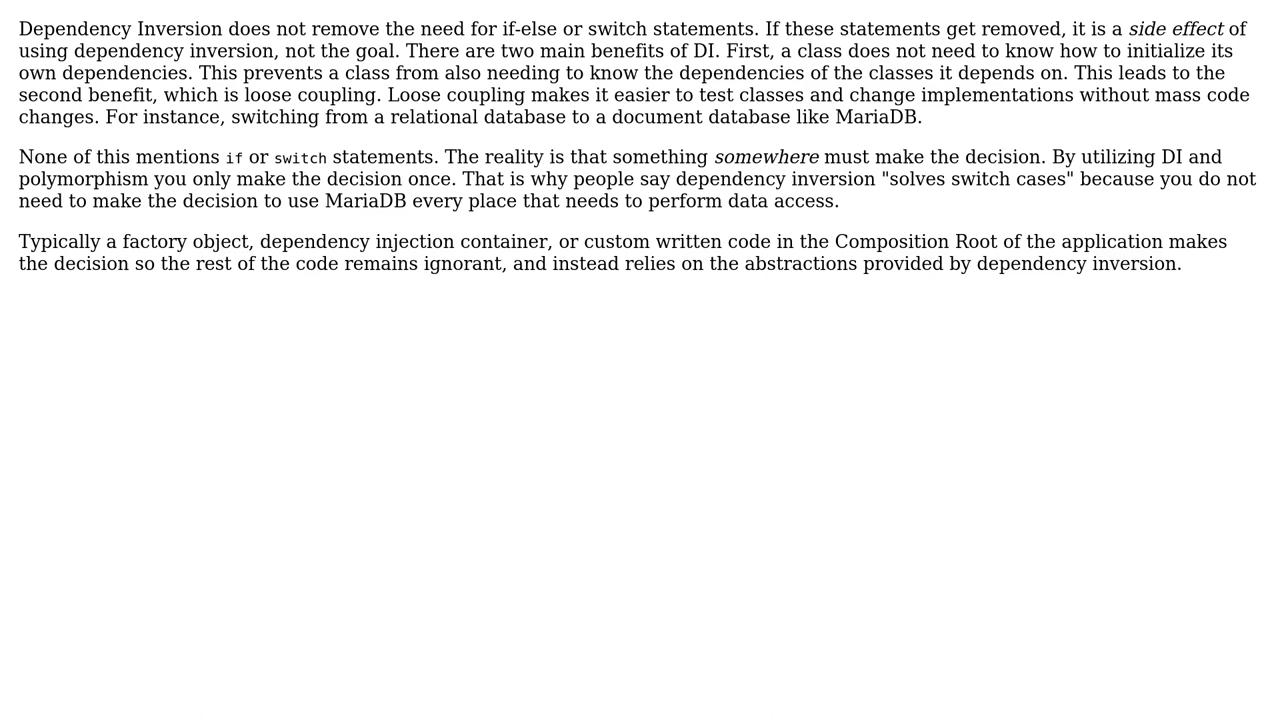 Dependency Inversion does not remove the need for if-else or switch statements. If these statements get removed, it is a side effect of
using dependency inversion, not the goal. There are two main benefits of DI. First, a class does not need to know how to initialize its
own dependencies. This prevents a class from also needing to know the dependencies of the classes it depends on. This leads to the
second benefit, which is loose coupling. Loose coupling makes it easier to test classes and change implementations without mass code
changes. For instance, switching from a relational database to a document database like MariaDB.
None of this mentions if or switch statements. The reality is that something somewhere must make the decision. By utilizing DI and
polymorphism you only make the decision once. That is why people say dependency inversion "solves switch cases" because you do not
need to make the decision to use MariaDB every place that needs to perform data access.
Typically a factory object, dependency injection container, or custom written code in the Composition Root of the application makes
the decision so the rest of the code remains ignorant, and instead relies on the abstractions provided by dependency inversion.